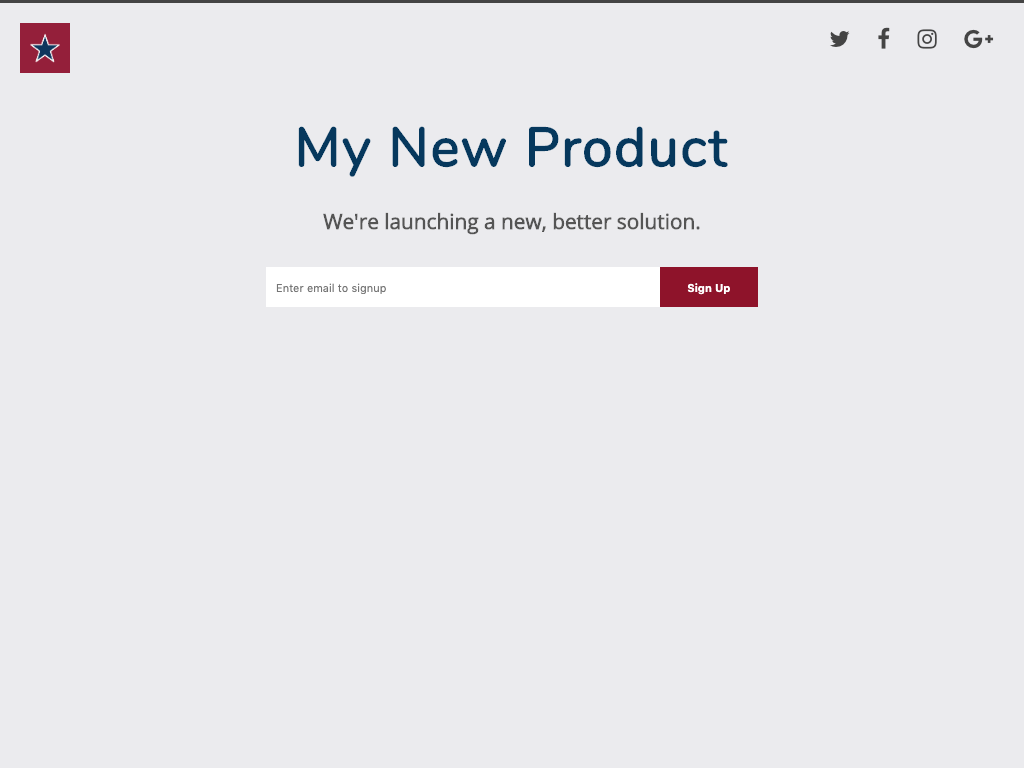 My New Product
We're launching a new, better solution.
Enter email to signup
Sign Up